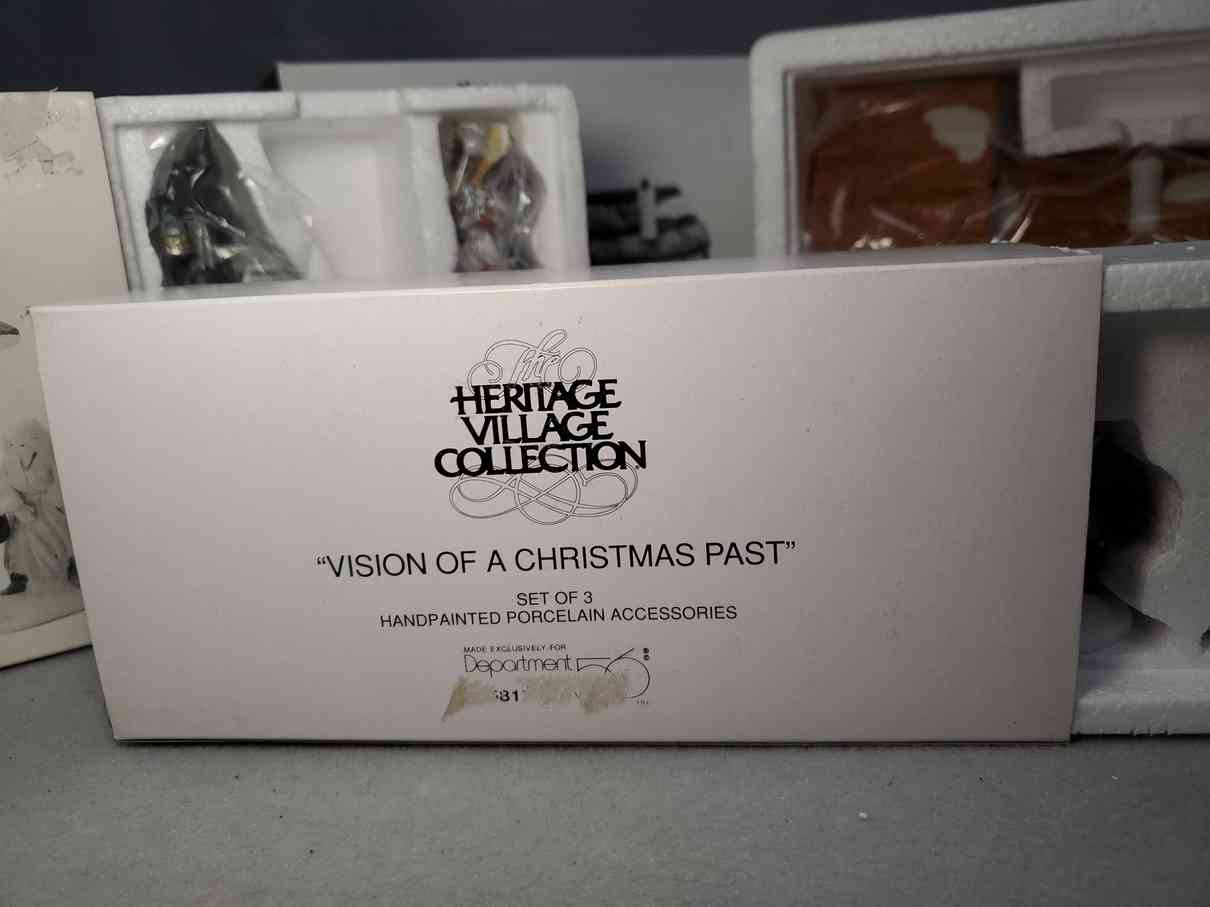 The
HERITAGE
VILLAGE
COLLECTION
“VISION OF A CHRISTMAS PAST”
SET OF 3
HANDPAINTED PORCELAIN ACCESSORIES
MADE EXCLUSIVELY FOR
Department 56